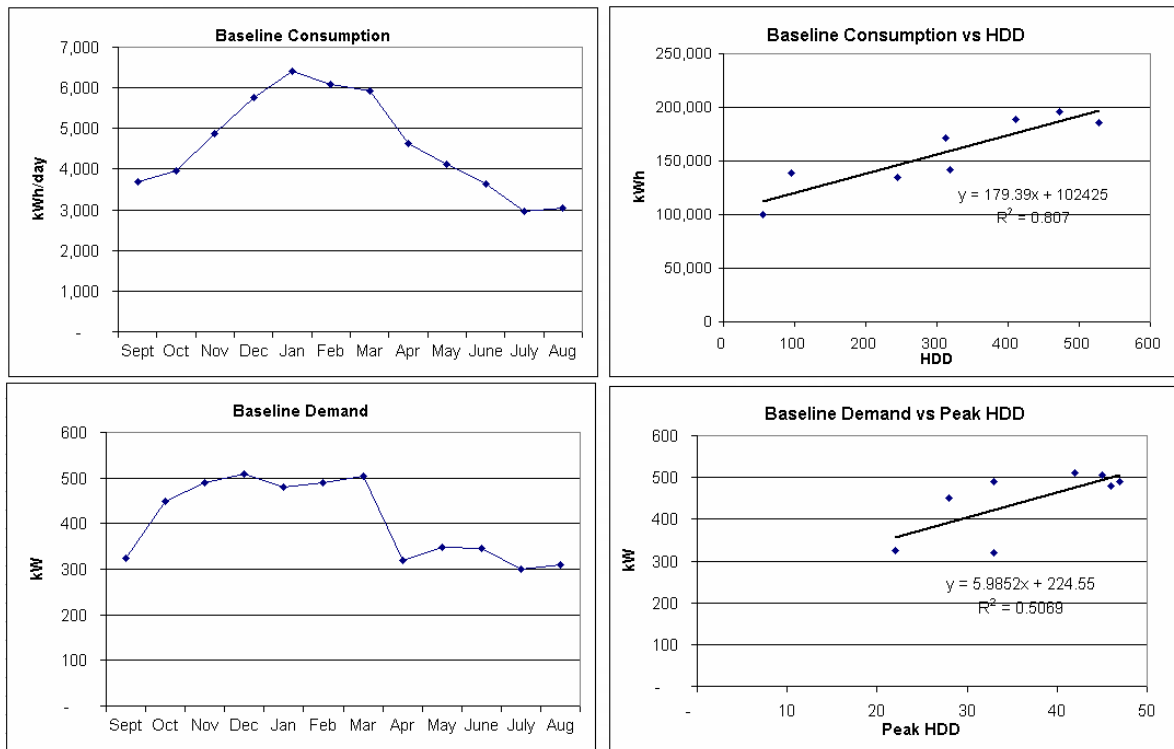 Baseline Consumption
7,000
6,000
5,000
4,000
3,000
2,000
1,000
-
kWh/day
Sept Oct Nov Dec Jan Feb Mar Apr May June July Aug
Baseline Consumption vs HDD
250,000
200,000
150,000
100,000
50,000
0
kWh
y = 179.39x + 102425
R² = 0.807
0 100 200 300 400 500 600
HDD
Baseline Demand
600
500
400
300
200
100
-
kW
Sept Oct Nov Dec Jan Feb Mar Apr May June July Aug
Baseline Demand vs Peak HDD
600
500
400
300
200
100
-
kW
y = 5.9852x + 224.55
R² = 0.5069
- 10 20 30 40 50
Peak HDD